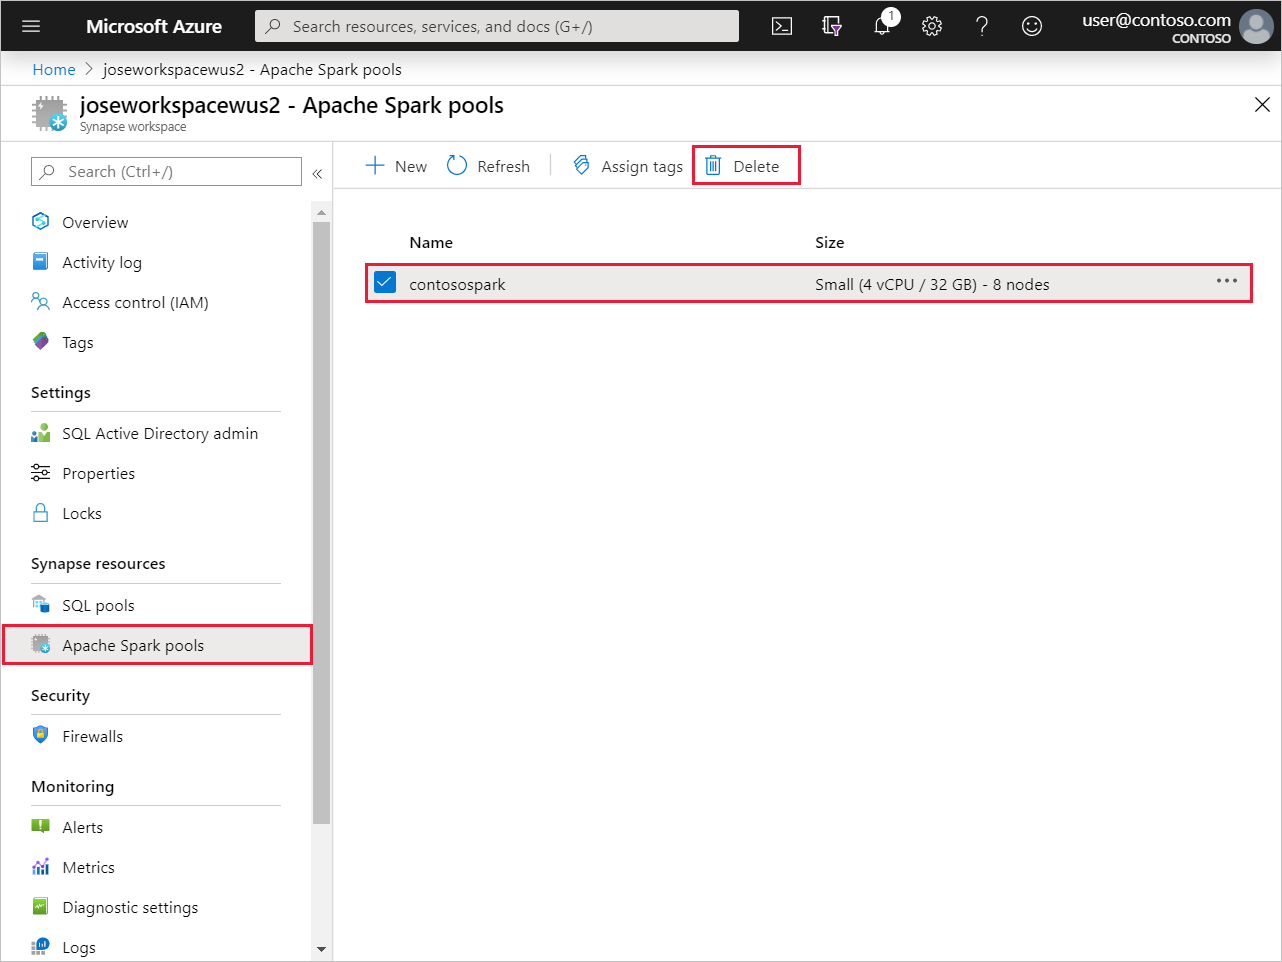 Microsoft Azure
Search resources, services, and docs (G+/)
1
user@contoso.com
CONTOSO
Home > joseworkspacewus2 - Apache Spark pools
joseworkspacewus2 - Apache Spark pools
Synapse workspace
Search (Ctrl+/)
«
New Refresh Assign tags Delete
Overview
Activity log
Access control (IAM)
Tags
Settings
SQL Active Directory admin
Properties
Locks
Synapse resources
SQL pools
Apache Spark pools
Security
Firewalls
Monitoring
Alerts
Metrics
Diagnostic settings
Logs
Name Size
contosospark Small (4 vCPU / 32 GB) - 8 nodes